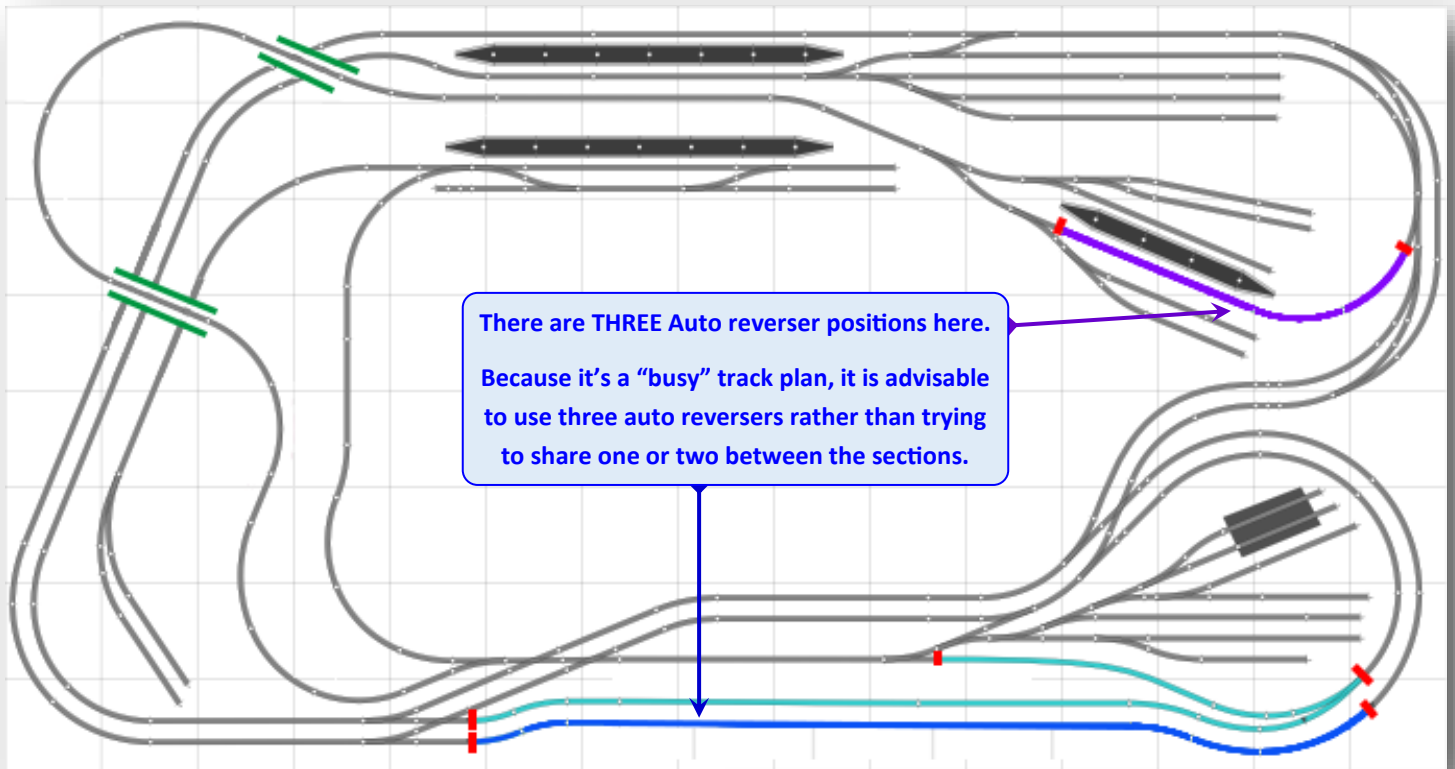 There are THREE Auto reverser positions here.
Because it's a “busy” track plan, it is advisable
to use three auto reversers rather than trying
to share one or two between the sections.